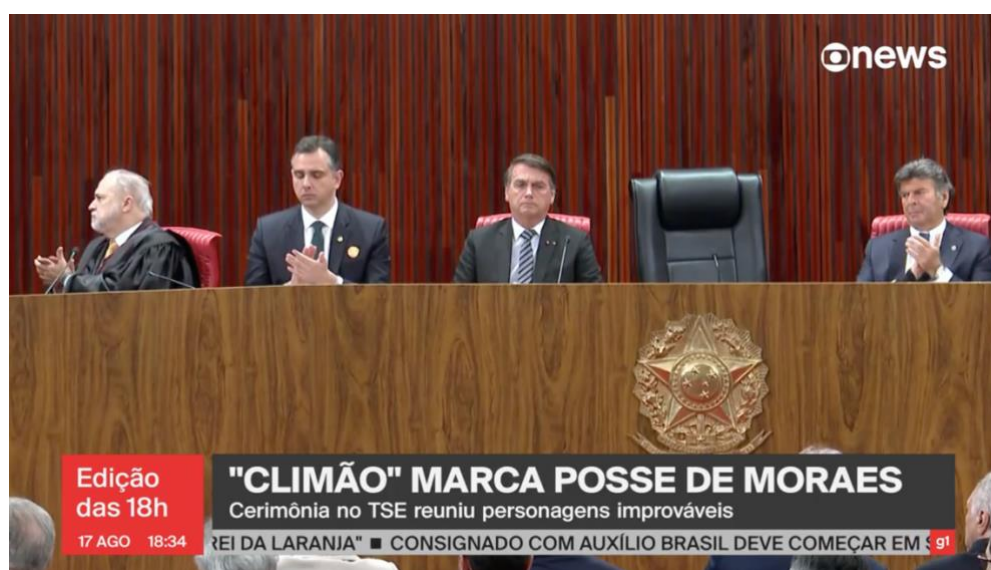 news
Edição
das 18h
17 AGO 18:34
"CLIMÃO" MARCA POSSE DE MORAES
Cerimônia no TSE reuniu personagens improváveis
REI DA LARANJA" ■ CONSIGNADO COM AUXÍLIO BRASIL DEVE COMEÇAR EM
g1